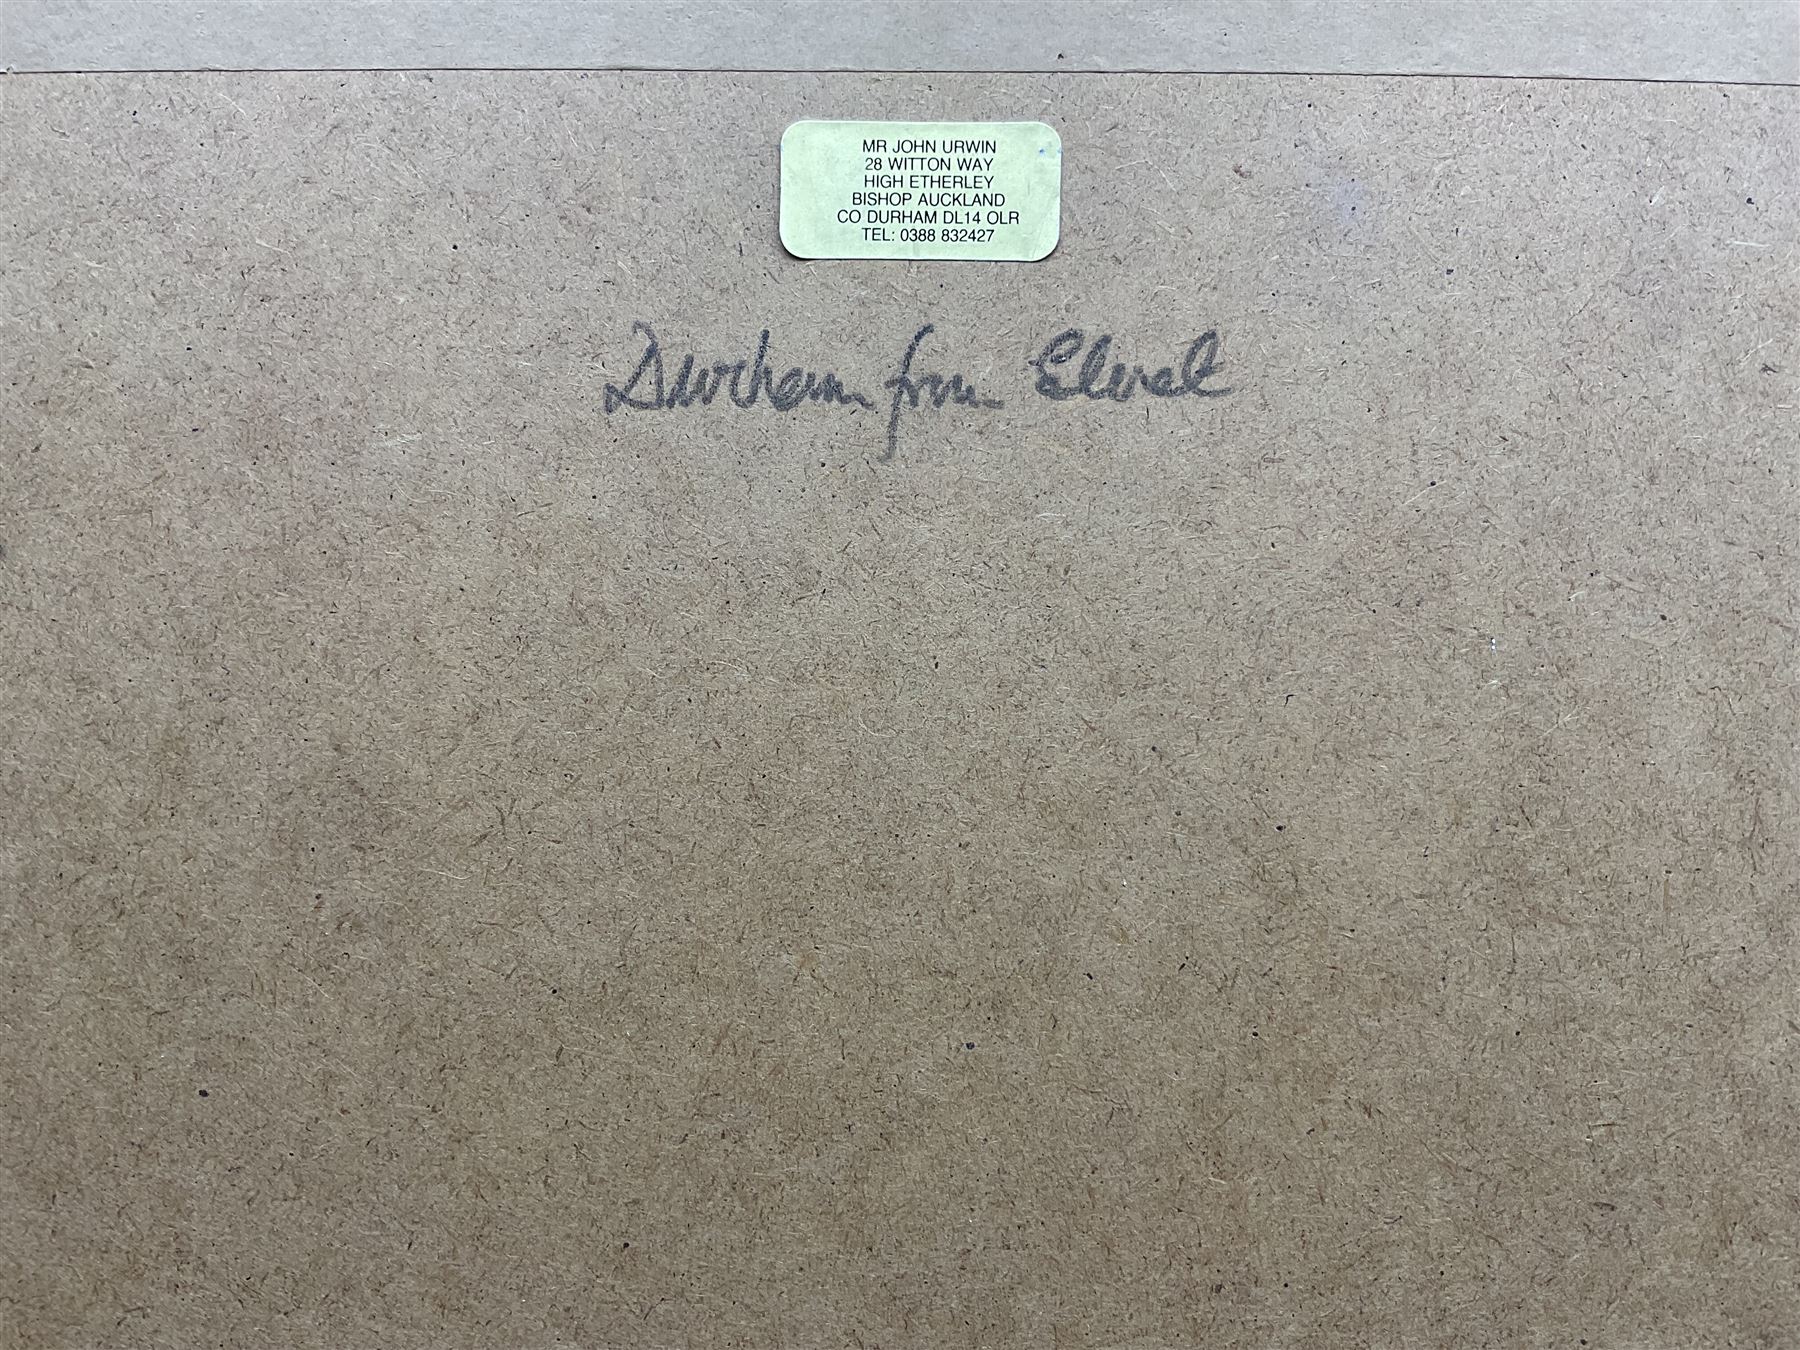 MR JOHN URWIN
28 WITTON WAY
HIGH ETHERLEY
BISHOP AUCKLAND
CO DURHAM DL14 OLR
TEL: 0388 832427
Durham from Elvet